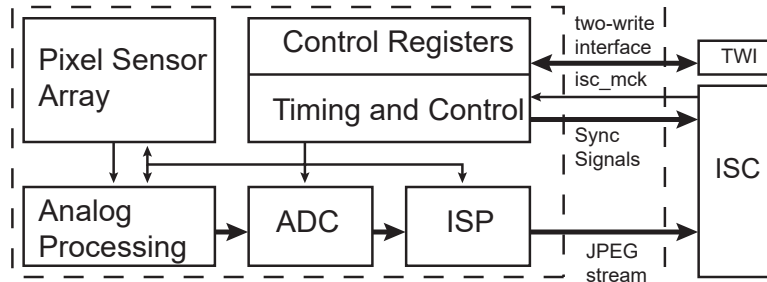 Pixel Sensor
Array
Control Registers
Timing and Control
two-write
interface
isc_mck
TWI
Sync
Signals
ISC
Analog
Processing
ADC
ISP
JPEG
stream